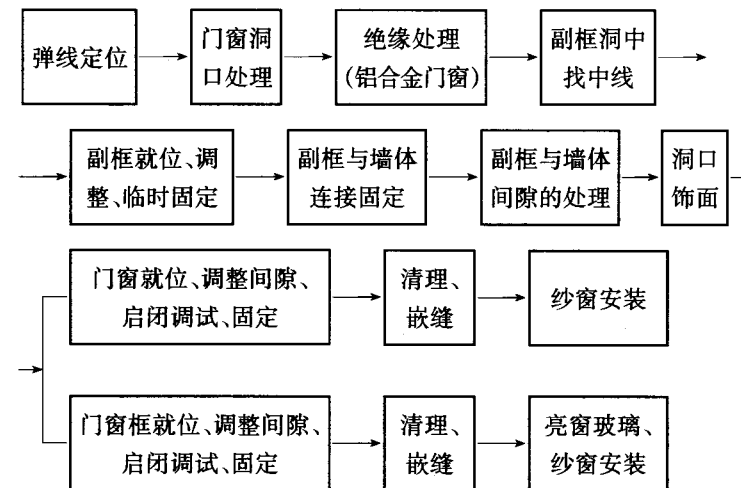 弹线定位
门窗洞
口处理
绝缘处理
(铝合金门窗)
副框洞中
找中线
副框就位、调
整、临时固定
副框与墙体
连接固定
副框与墙体
间隙的处理
洞口
饰面
门窗就位、调整间隙、
启闭调试、固定
清理、
嵌缝
纱窗安装
门窗框就位、调整间隙、
启闭调试、固定
清理、
嵌缝
亮窗玻璃、
纱窗安装